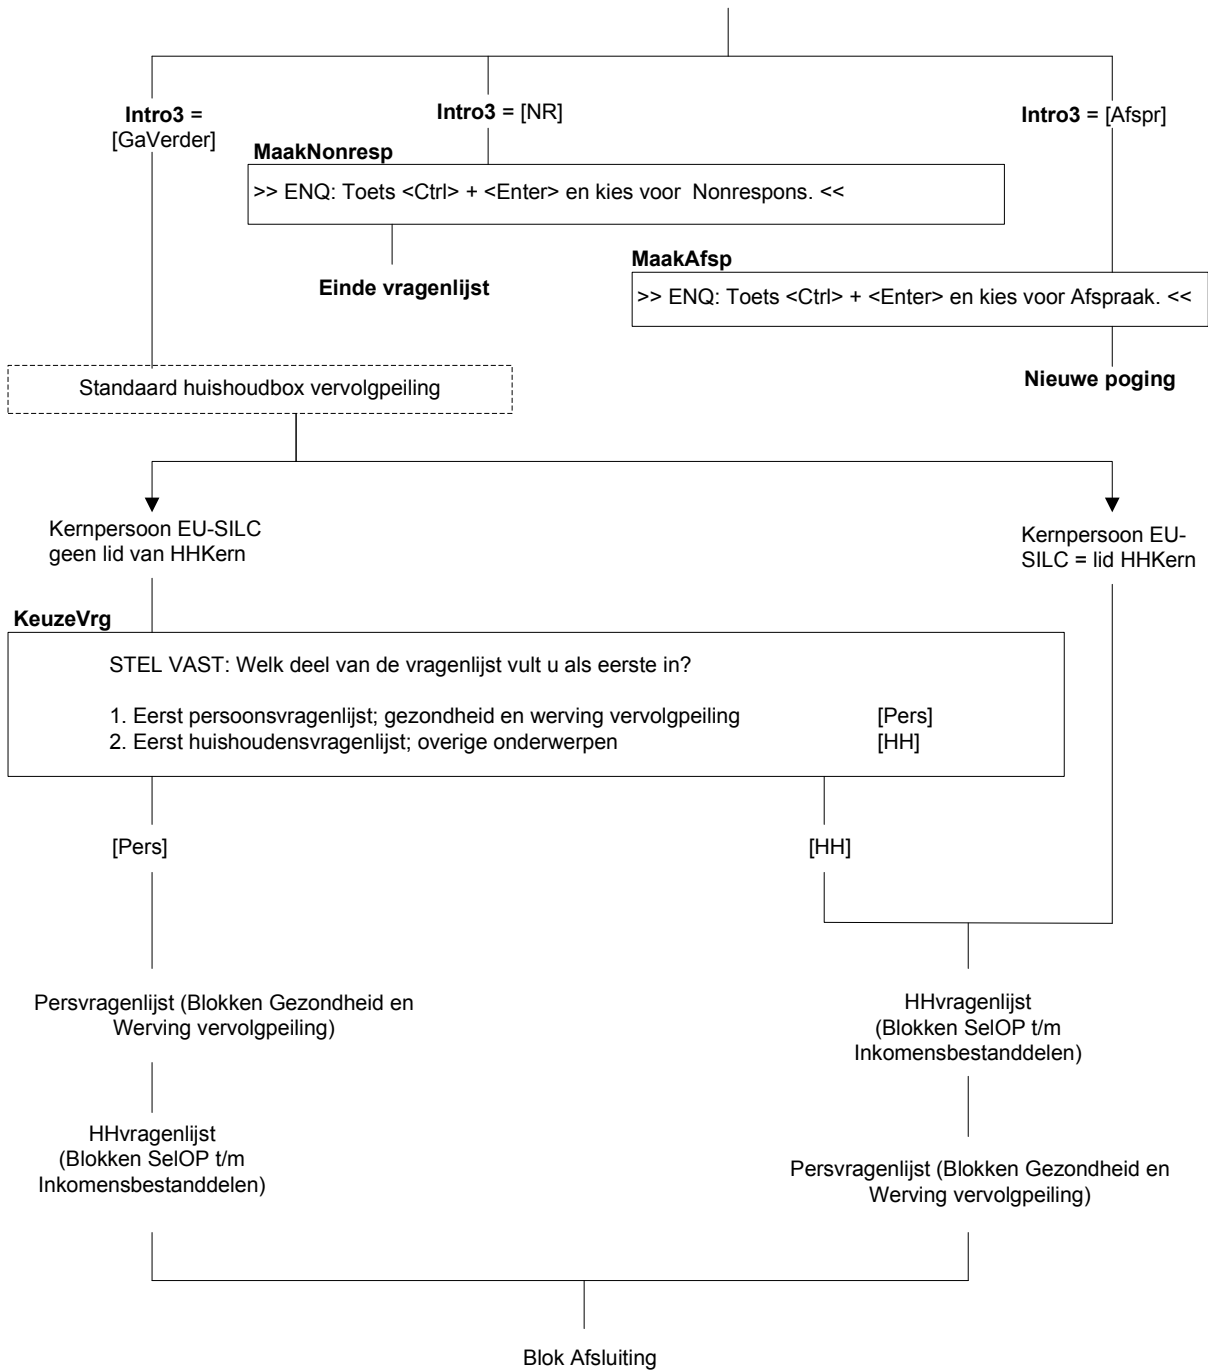 Intro3 =
[GaVerder]
Intro3 = [NR]
Intro3 = [Afspr]
MaakNonresp
>> ENQ: Toets <Ctrl> + <Enter> en kies voor  Nonrespons. <<
Einde vragenlijst
MaakAfsp
>> ENQ: Toets <Ctrl> + <Enter> en kies voor Afspraak. <<
Nieuwe poging
Standaard huishoudbox vervolgpeiling
Kernpersoon EU-SILC
geen lid van HHKern
Kernpersoon EU-
SILC = lid HHKern
KeuzeVrg
STEL VAST: Welk deel van de vragenlijst vult u als eerste in?
1. Eerst persoonsvragenlijst; gezondheid en werving vervolgpeiling [Pers]
2. Eerst huishoudensvragenlijst; overige onderwerpen [HH]
[Pers]
[HH]
Persvragenlijst (Blokken Gezondheid en
Werving vervolgpeiling)
HHvragenlijst
(Blokken SelOP t/m
Inkomensbestanddelen)
HHvragenlijst
(Blokken SelOP t/m
Inkomensbestanddelen)
Persvragenlijst (Blokken Gezondheid en
Werving vervolgpeiling)
Blok Afsluiting